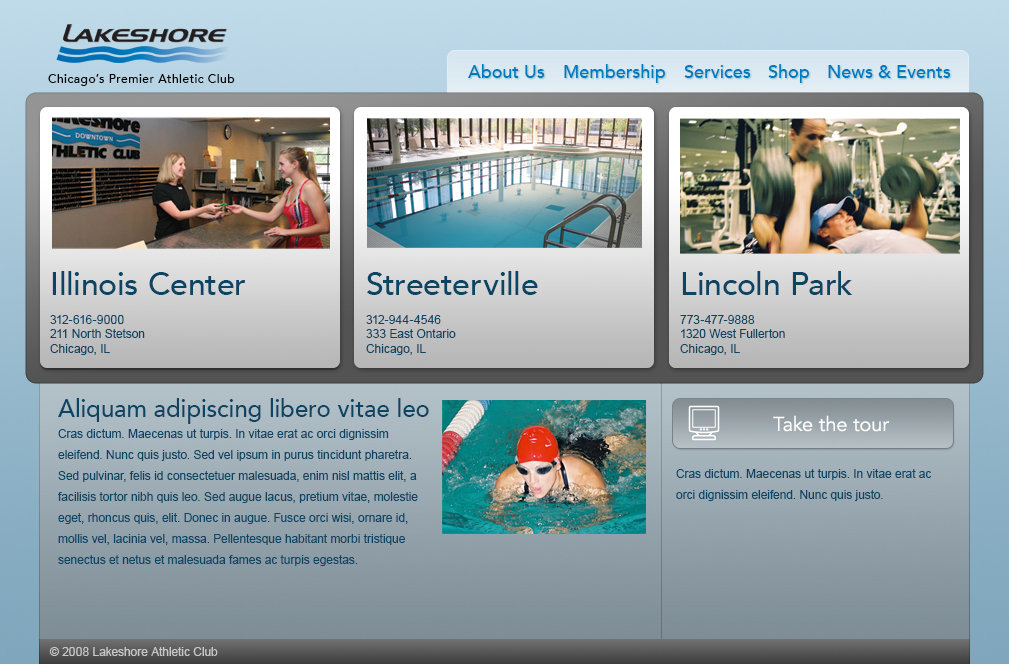 LAKESHORE
Chicago's Premier Athletic Club
About Us Membership Services Shop News & Events
Lakeshore
DOWNTOWN
ATHLETIC CLUB
Illinois Center
312-616-9000
211 North Stetson
Chicago, IL
Streeterville
312-944-4546
333 East Ontario
Chicago, IL
Lincoln Park
773-477-9888
1320 West Fullerton
Chicago, IL
Aliquam adipiscing libero vitae leo
Cras dictum. Maecenas ut turpis. In vitae erat ac orci dignissim
eleifend. Nunc quis justo. Sed vel ipsum in purus tincidunt pharetra.
Sed pulvinar, felis id consectetuer malesuada, enim nisl mattis elit, a
facilisis tortor nibh quis leo. Sed augue lacus, pretium vitae, molestie
eget, rhoncus quis, elit. Donec in augue. Fusce orci wisi, ornare id,
mollis vel, lacinia vel, massa. Pellentesque habitant morbi tristique
senectus et netus et malesuada fames ac turpis egestas.
Take the tour
Cras dictum. Maecenas ut turpis. In vitae erat ac
orci dignissim eleifend. Nunc quis justo.
© 2008 Lakeshore Athletic Club